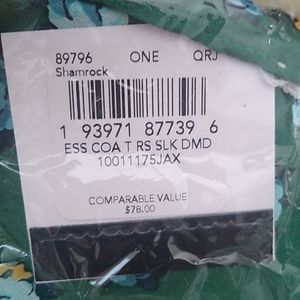 89796 ONE QRJ
Shamrock
1 93971 87739 6
ESS COA T RS SLK DMD
10011175JAX
COMPARABLE VALUE
$78.00